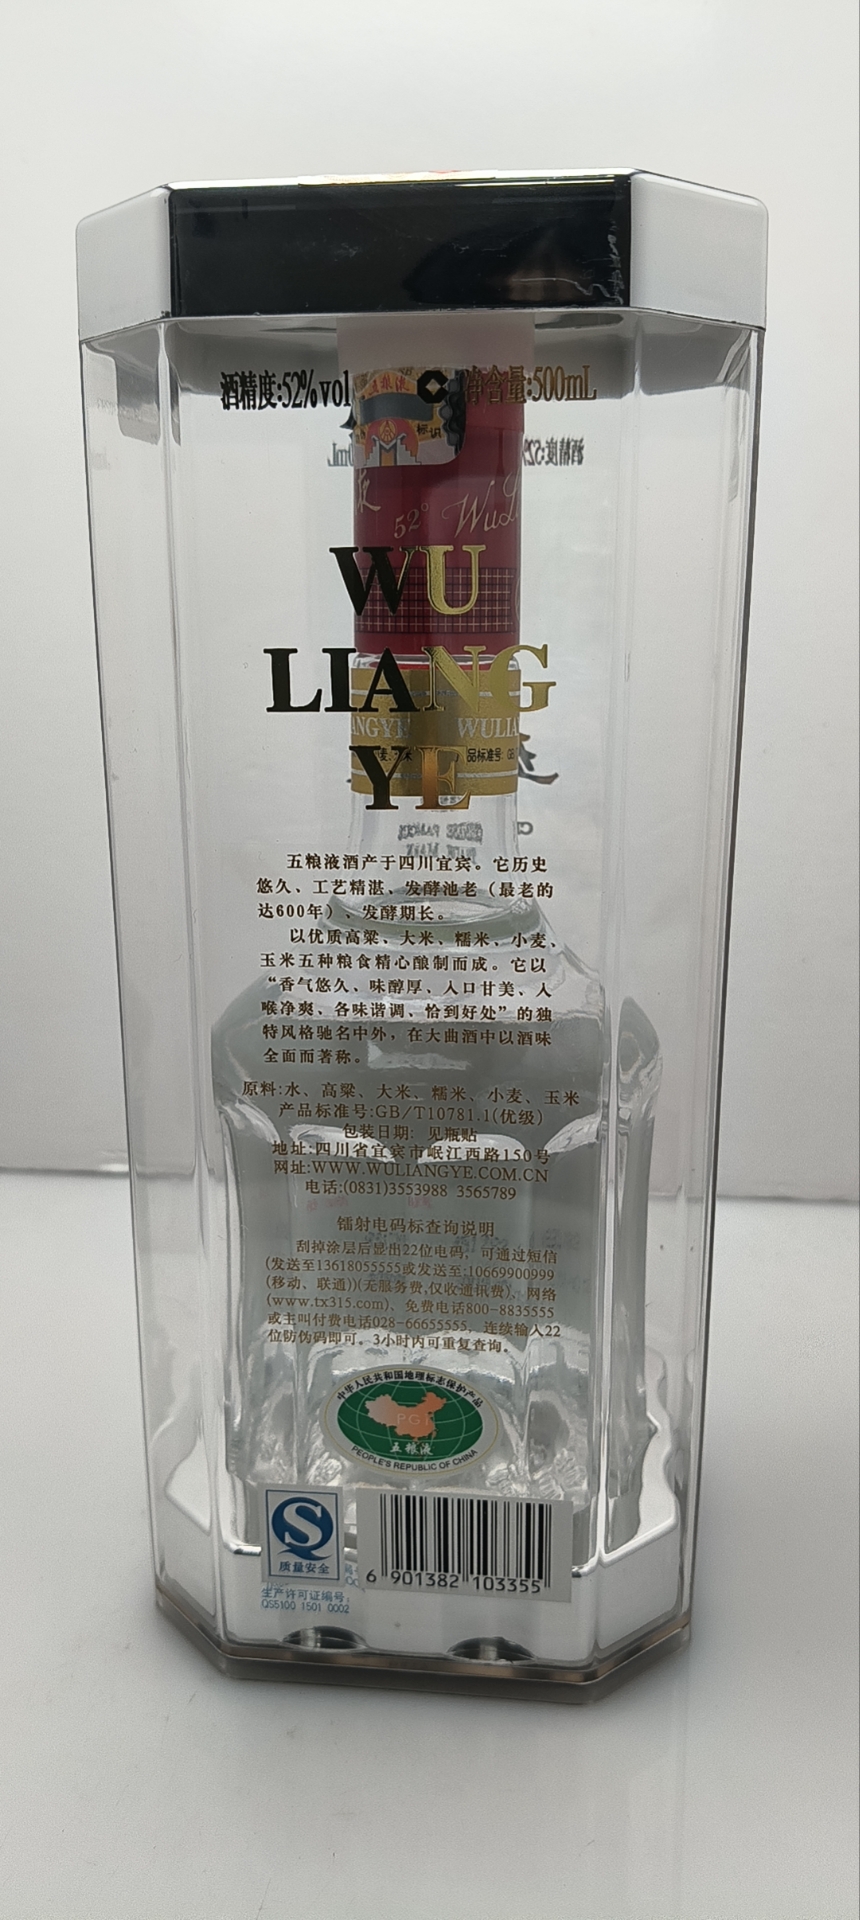 酒精度:52%vol
净含量:500mL
标识
52° WuL
WU
LIANG
ANGYE WULIA
品标准号: GB
YE
五粮液酒产于四川宜宾。它历史
悠久、工艺精湛、发酵池老（最老的
达600年）、发酵期长。
以优质高粱、大米、糯米、小麦、
玉米五种粮食精心酿制而成。它以
“香气悠久、味醇厚、入口甘美、入
喉净爽、各味谐调、恰到好处”的独
特风格驰名中外，在大曲酒中以酒味
全面而著称。
原料:水、高粱、大米、糯米、小麦、玉米
产品标准号:GB/T10781.1(优级)
包装日期: 见瓶贴
地址:四川省宜宾市岷江西路150号
网址:WWW.WULIANGYE.COM.CN
电话:(0831)3553988 3565789
镭射电码标查询说明
刮掉涂层后显出22位电码，可通过短信
(发送至13618055555或发送至:10669900999
(移动、联通))(无服务费,仅收通讯费)、网络
(www.tx315.com)、免费电话800-8835555
或主叫付费电话028-66655555，连续输入22
位防伪码即可。3小时内可重复查询。
中华人民共和国地理标志保护产品
PGI
五粮液
PEOPLE'S REPUBLIC OF CHINA
质量安全
生产许可证编号:
QS5100 1501 0002
6 901382 103355